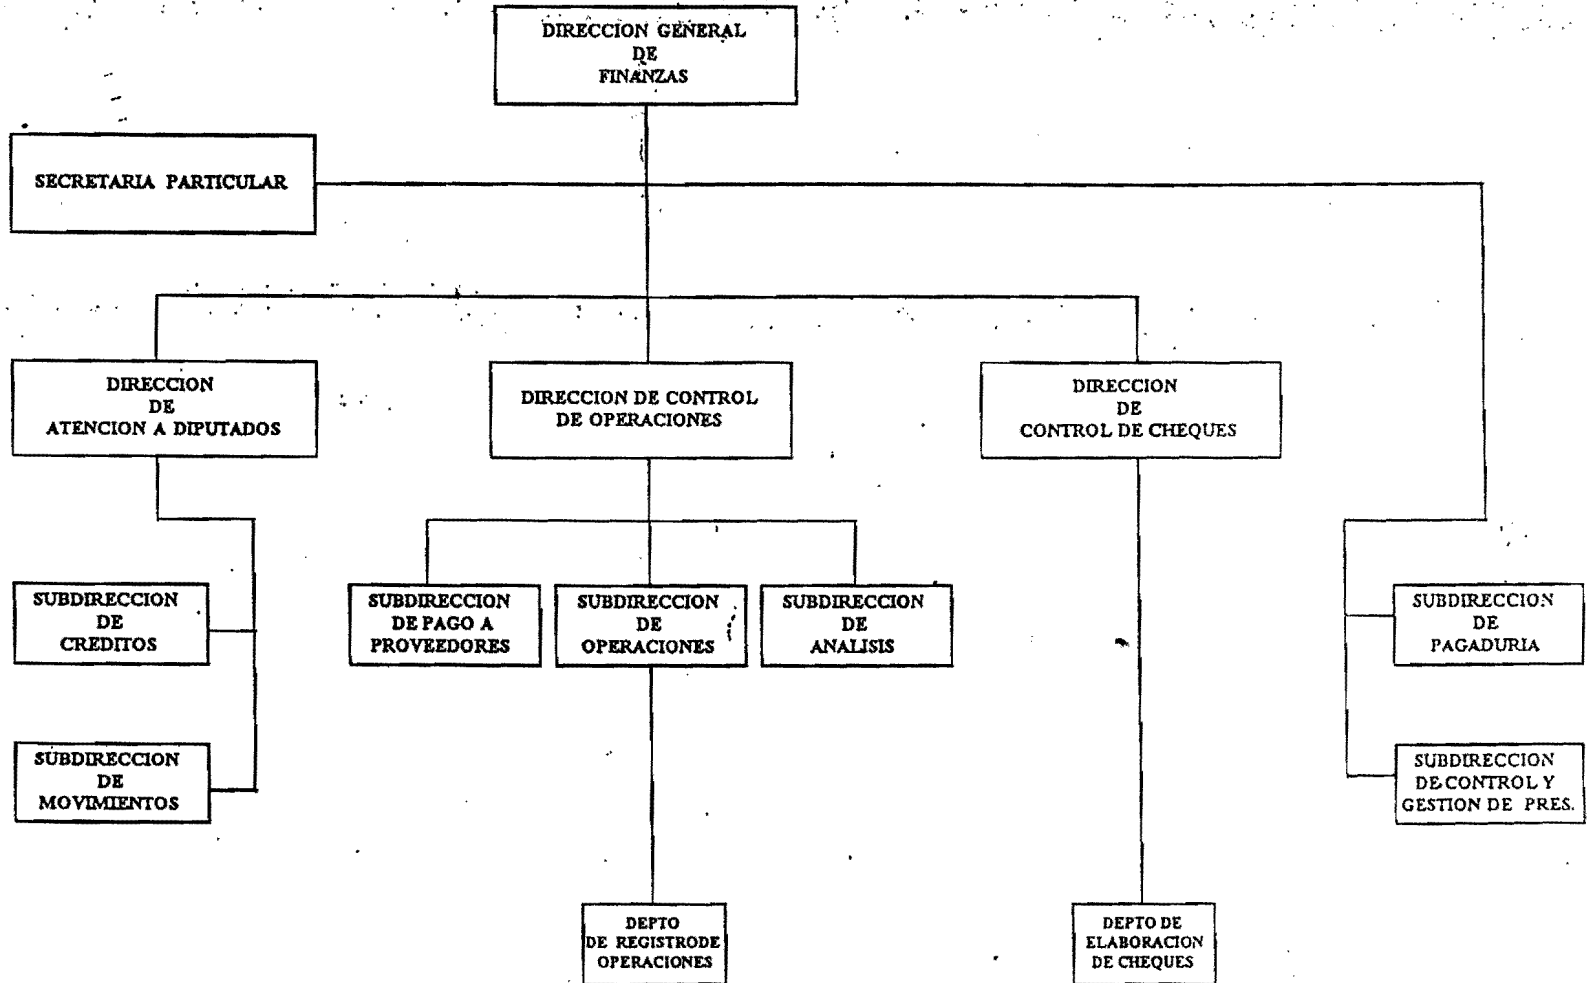 DIRECCION GENERAL
DE
FINANZAS
SECRETARIA PARTICULAR
DIRECCION
DE
ATENCION A DIPUTADOS
DIRECCION DE CONTROL
DE OPERACIONES
DIRECCION
DE
CONTROL DE CHEQUES
SUBDIRECCION
DE
CREDITOS
SUBDIRECCION
DE PAGO A
PROVEEDORES
SUBDIRECCION
DE
OPERACIONES
SUBDIRECCION
DE
ANALISIS
SUBDIRECCION
DE
PAGADURIA
SUBDIRECCION
DE
MOVIMIENTOS
SUBDIRECCION
DE CONTROL Y
GESTION DE PRES.
DEPTO
DE REGISTRODE
OPERACIONES
DEPTO DE
ELABORACION
DE CHEQUES